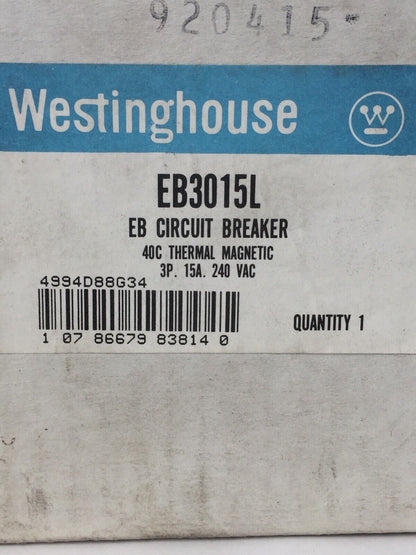 920415-
Westinghouse
W
EB3015L
EB CIRCUIT BREAKER
40C THERMAL MAGNETIC
3P. 15A. 240 VAC
4994D88G34
QUANTITY 1
1 07 86679 83814 0